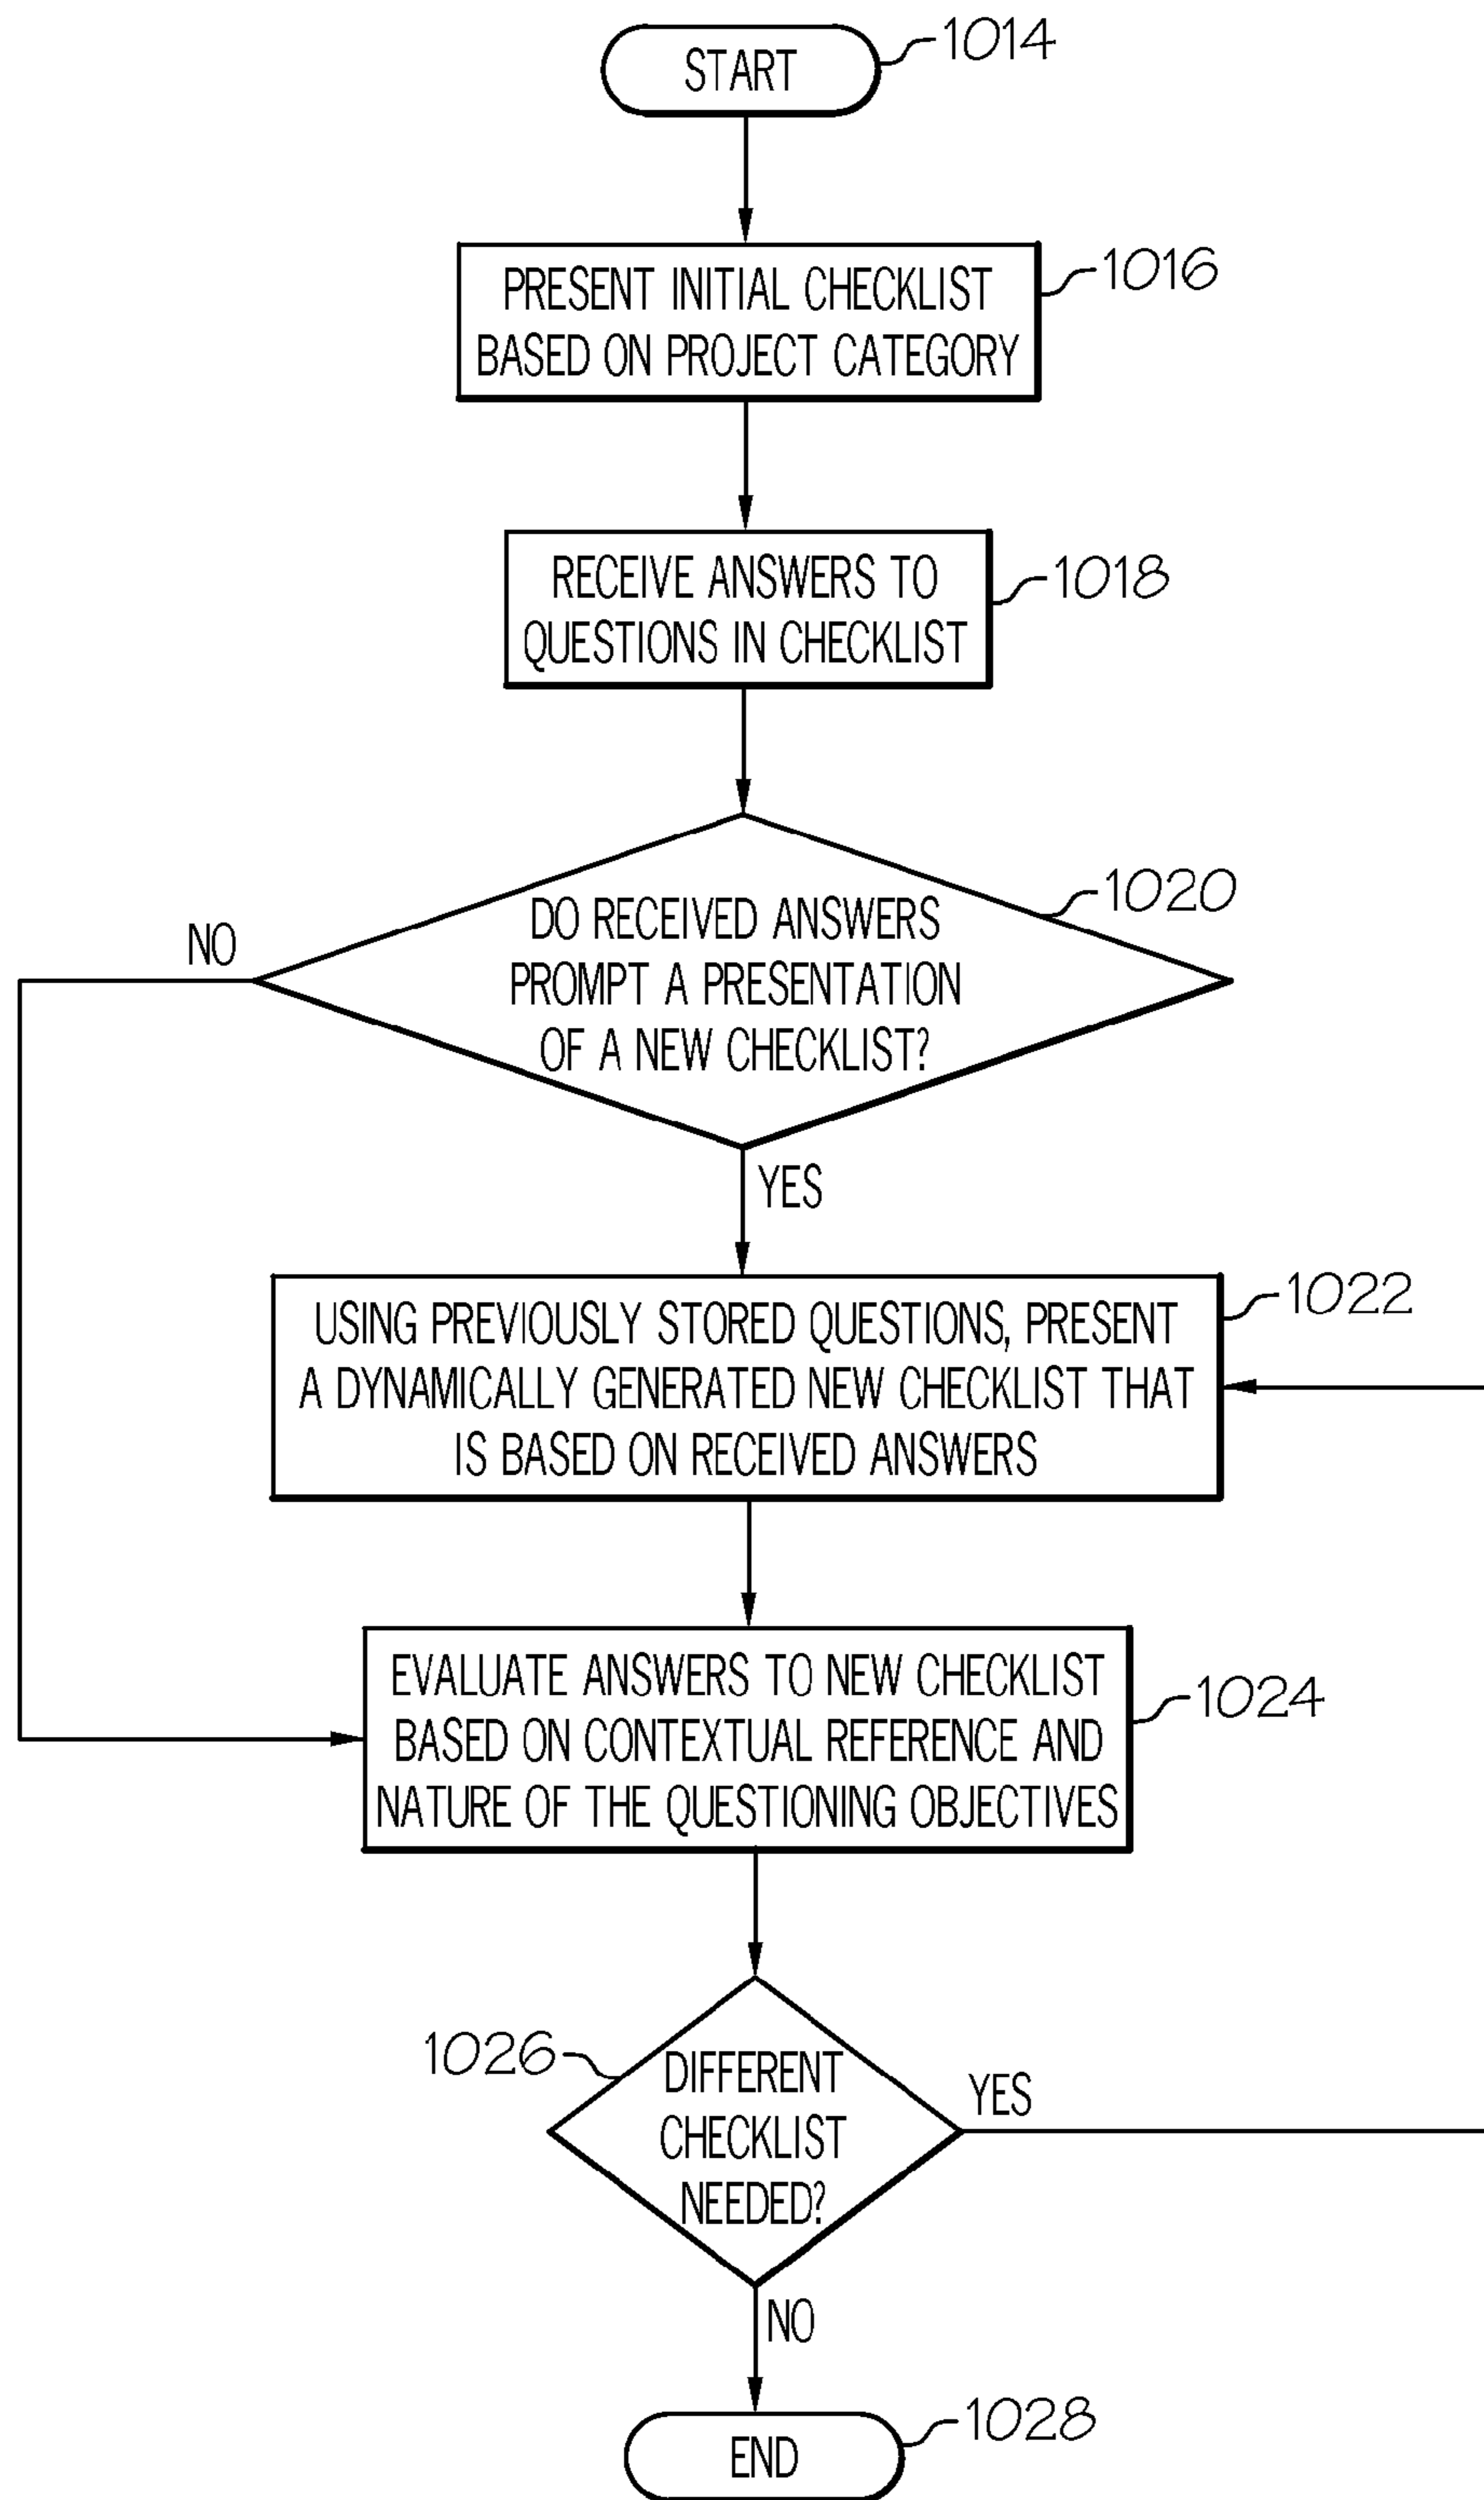 START
1014
PRESENT INITIAL CHECKLIST
BASED ON PROJECT CATEGORY
1016
RECEIVE ANSWERS TO
QUESTIONS IN CHECKLIST
1018
DO RECEIVED ANSWERS
PROMPT A PRESENTATION
OF A NEW CHECKLIST?
1020
NO
YES
USING PREVIOUSLY STORED QUESTIONS, PRESENT
A DYNAMICALLY GENERATED NEW CHECKLIST THAT
IS BASED ON RECEIVED ANSWERS
1022
EVALUATE ANSWERS TO NEW CHECKLIST
BASED ON CONTEXTUAL REFERENCE AND
NATURE OF THE QUESTIONING OBJECTIVES
1024
1026
DIFFERENT
CHECKLIST
NEEDED?
YES
NO
END
1028